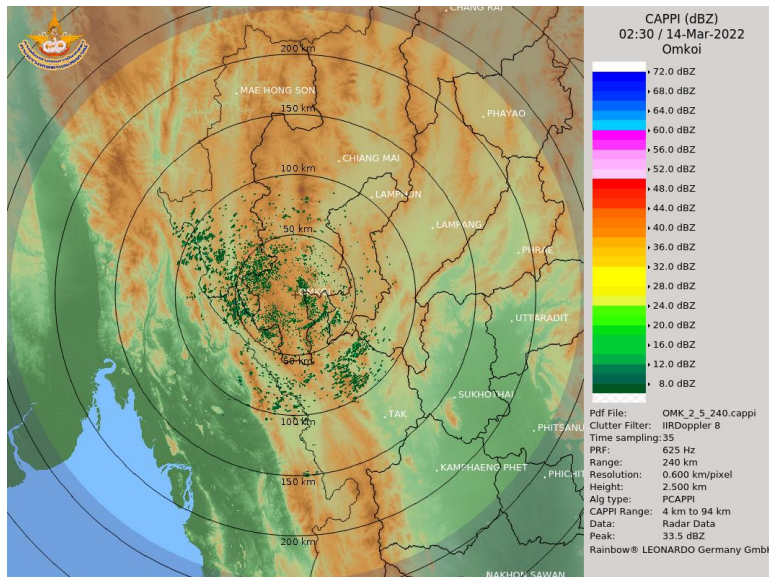 CHANG RAI
200 km
MAE HONG SON
150 km
PHAYAO
CHIANG MAI
100 km
LAMPHUN
50 km
LAMPANG
PHRAE
OMKOI
UTTARADIT
50 km
SUKHOTHAI
100 km
TAK
PHITSANU
KAMPHAENG PHET
PHICHIT
150 km
200 km
NAKHON SAWAN
CAPPI (dBZ)
02:30 / 14-Mar-2022
Omkoi
72.0 dBZ
68.0 dBZ
64.0 dBZ
60.0 dBZ
56.0 dBZ
52.0 dBZ
48.0 dBZ
44.0 dBZ
40.0 dBZ
36.0 dBZ
32.0 dBZ
28.0 dBZ
24.0 dBZ
20.0 dBZ
16.0 dBZ
12.0 dBZ
8.0 dBZ
Pdf File: OMK_2_5_240.cappi
Clutter Filter: IIRDoppler 8
Time sampling: 35
PRF: 625 Hz
Range: 240 km
Resolution: 0.600 km/pixel
Height: 2.500 km
Alg type: PCAPPI
CAPPI Range: 4 km to 94 km
Data: Radar Data
Peak: 33.5 dBZ
Rainbow® LEONARDO Germany GmbH